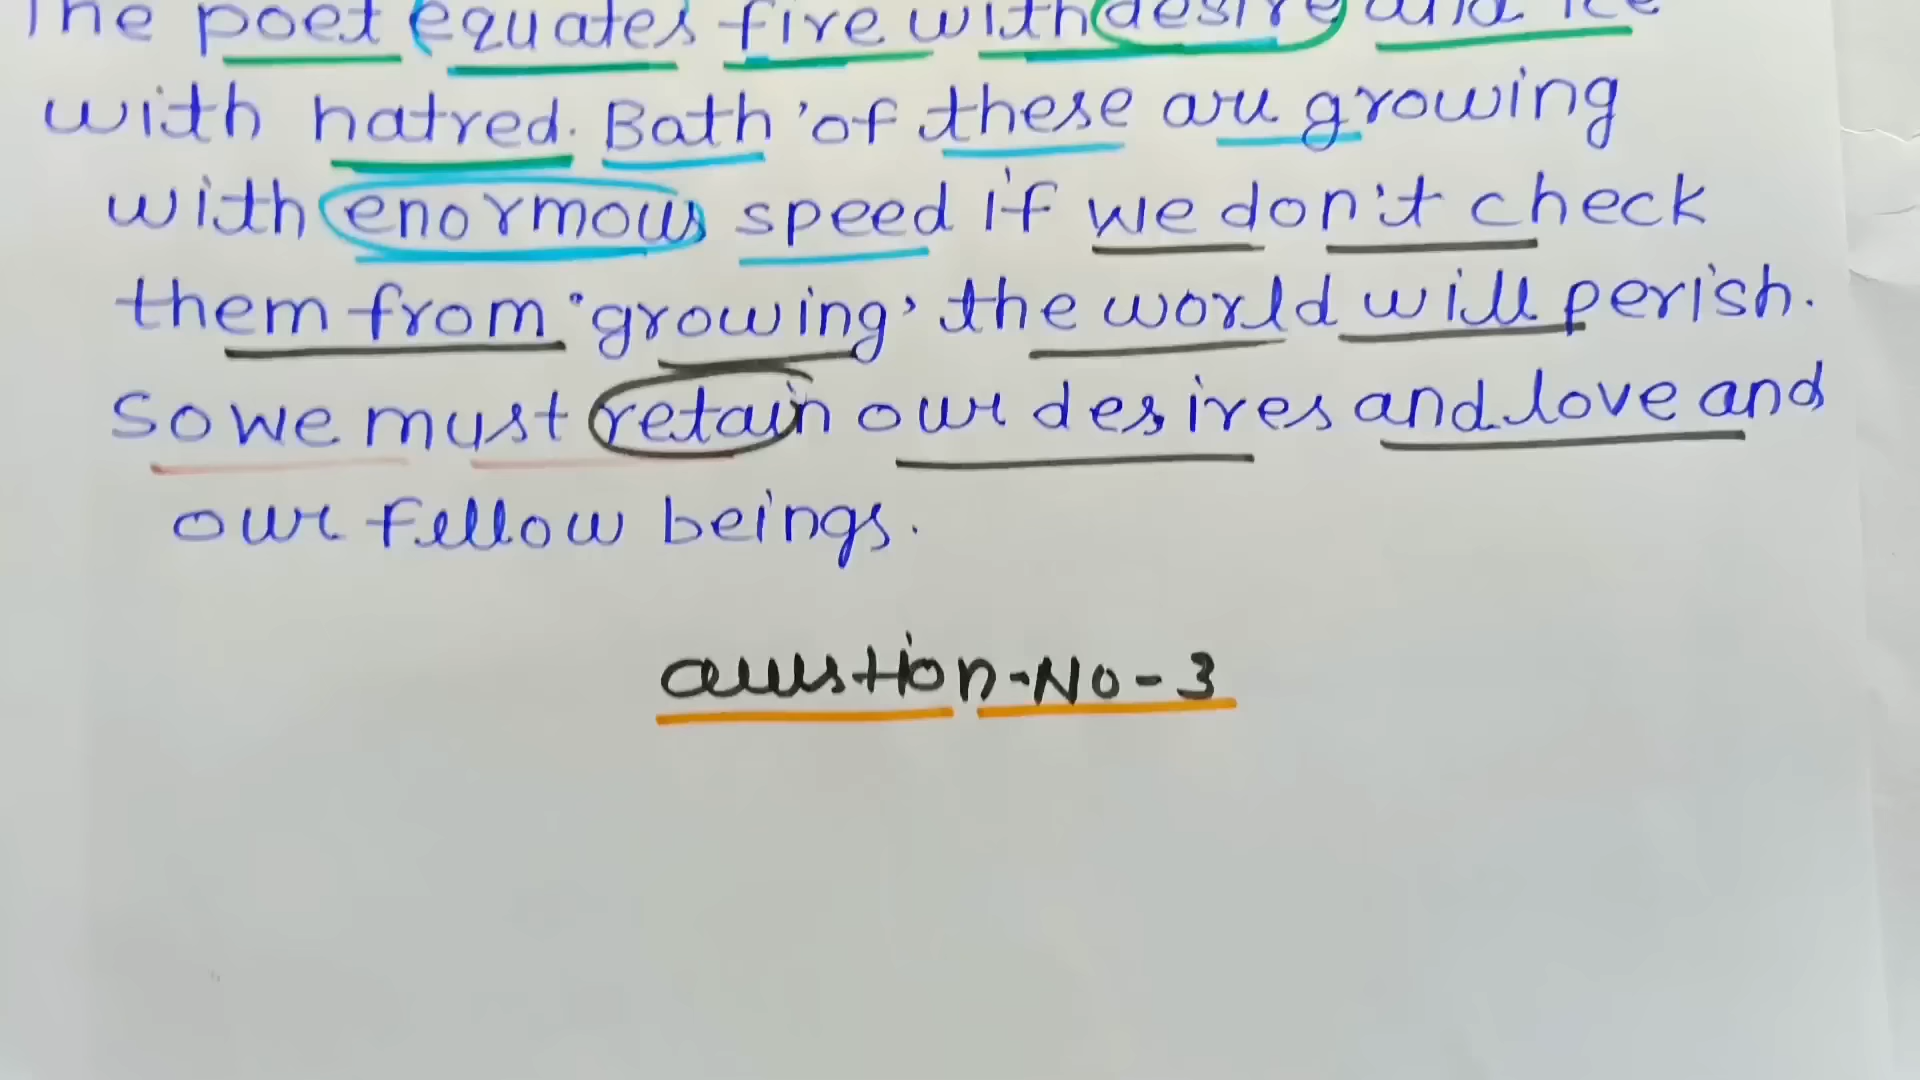 The poet equates fire with desire and ice
with hatred. Bath 'of these are growing
with enormous speed if we don't check
them from 'growing' the world will perish.
So we must retain our desires and love and
our fellow beings.
Question-No-3